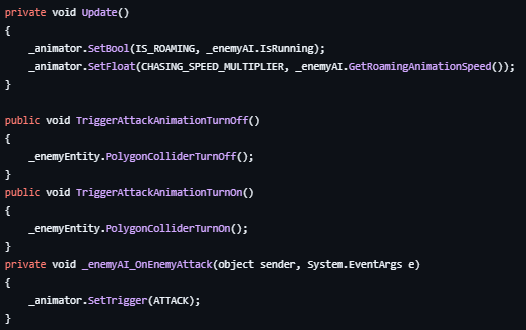 private void Update()
{
    _animator.SetBool(IS_ROAMING, _enemyAI.IsRunning);
    _animator.SetFloat(CHASING_SPEED_MULTIPLIER, _enemyAI.GetRoamingAnimationSpeed());
}

public void TriggerAttackAnimationTurnOff()
{
    _enemyEntity.PolygonColliderTurnOff();
}
public void TriggerAttackAnimationTurnOn()
{
    _enemyEntity.PolygonColliderTurnOn();
}
private void _enemyAI_OnEnemyAttack(object sender, System.EventArgs e)
{
    _animator.SetTrigger(ATTACK);
}